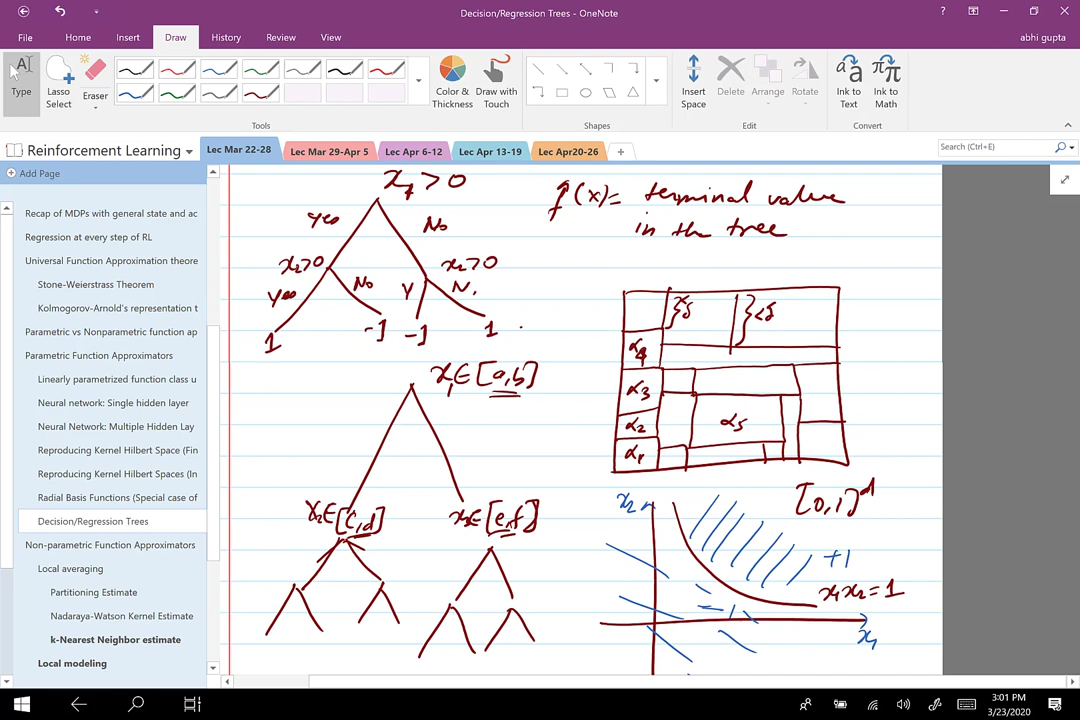 Decision/Regression Trees - OneNote
?
File
Home
Insert
Draw
History
Review
View
abhi gupta
Type
Lasso Select
Eraser
Color & Thickness
Draw with Touch
Insert Space
Delete
Arrange
Rotate
Ink to Text
Ink to Math
Tools
Shapes
Edit
Convert
Reinforcement Learning
Lec Mar 22-28
Lec Mar 29-Apr 5
Lec Apr 6-12
Lec Apr 13-19
Lec Apr20-26
+
Search (Ctrl+E)
Add Page
Recap of MDPs with general state and ac
Regression at every step of RL
Universal Function Approximation theore
Stone-Weierstrass Theorem
Kolmogorov-Arnold's representation t
Parametric vs Nonparametric function ap
Parametric Function Approximators
Linearly parametrized function class u
Neural network: Single hidden layer
Neural Network: Multiple Hidden Lay
Reproducing Kernel Hilbert Space (Fin
Reproducing Kernel Hilbert Spaces (In
Radial Basis Functions (Special case of
Decision/Regression Trees
Non-parametric Function Approximators
Local averaging
Partitioning Estimate
Nadaraya-Watson Kernel Estimate
k-Nearest Neighbor estimate
Local modeling
x₁ > 0
Yes
No
x₂>0
x₂>0
Yes
No
Y
N.
1
-1
-1
1
f(x)= terminal value
in the tree
x₁∈[a,b]
x₂∈[c,d]
x₃∈[e,f]
}δ
}<δ
α4
α3
α2
α1
α5
[0,1]ᵈ
x₂
+1
x₁x₂=1
-1
x₁
3:01 PM
3/23/2020